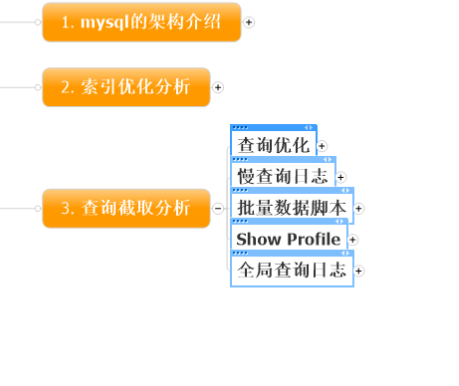 1. mysql的架构介绍
2. 索引优化分析
3. 查询截取分析
查询优化
慢查询日志
批量数据脚本
Show Profile
全局查询日志